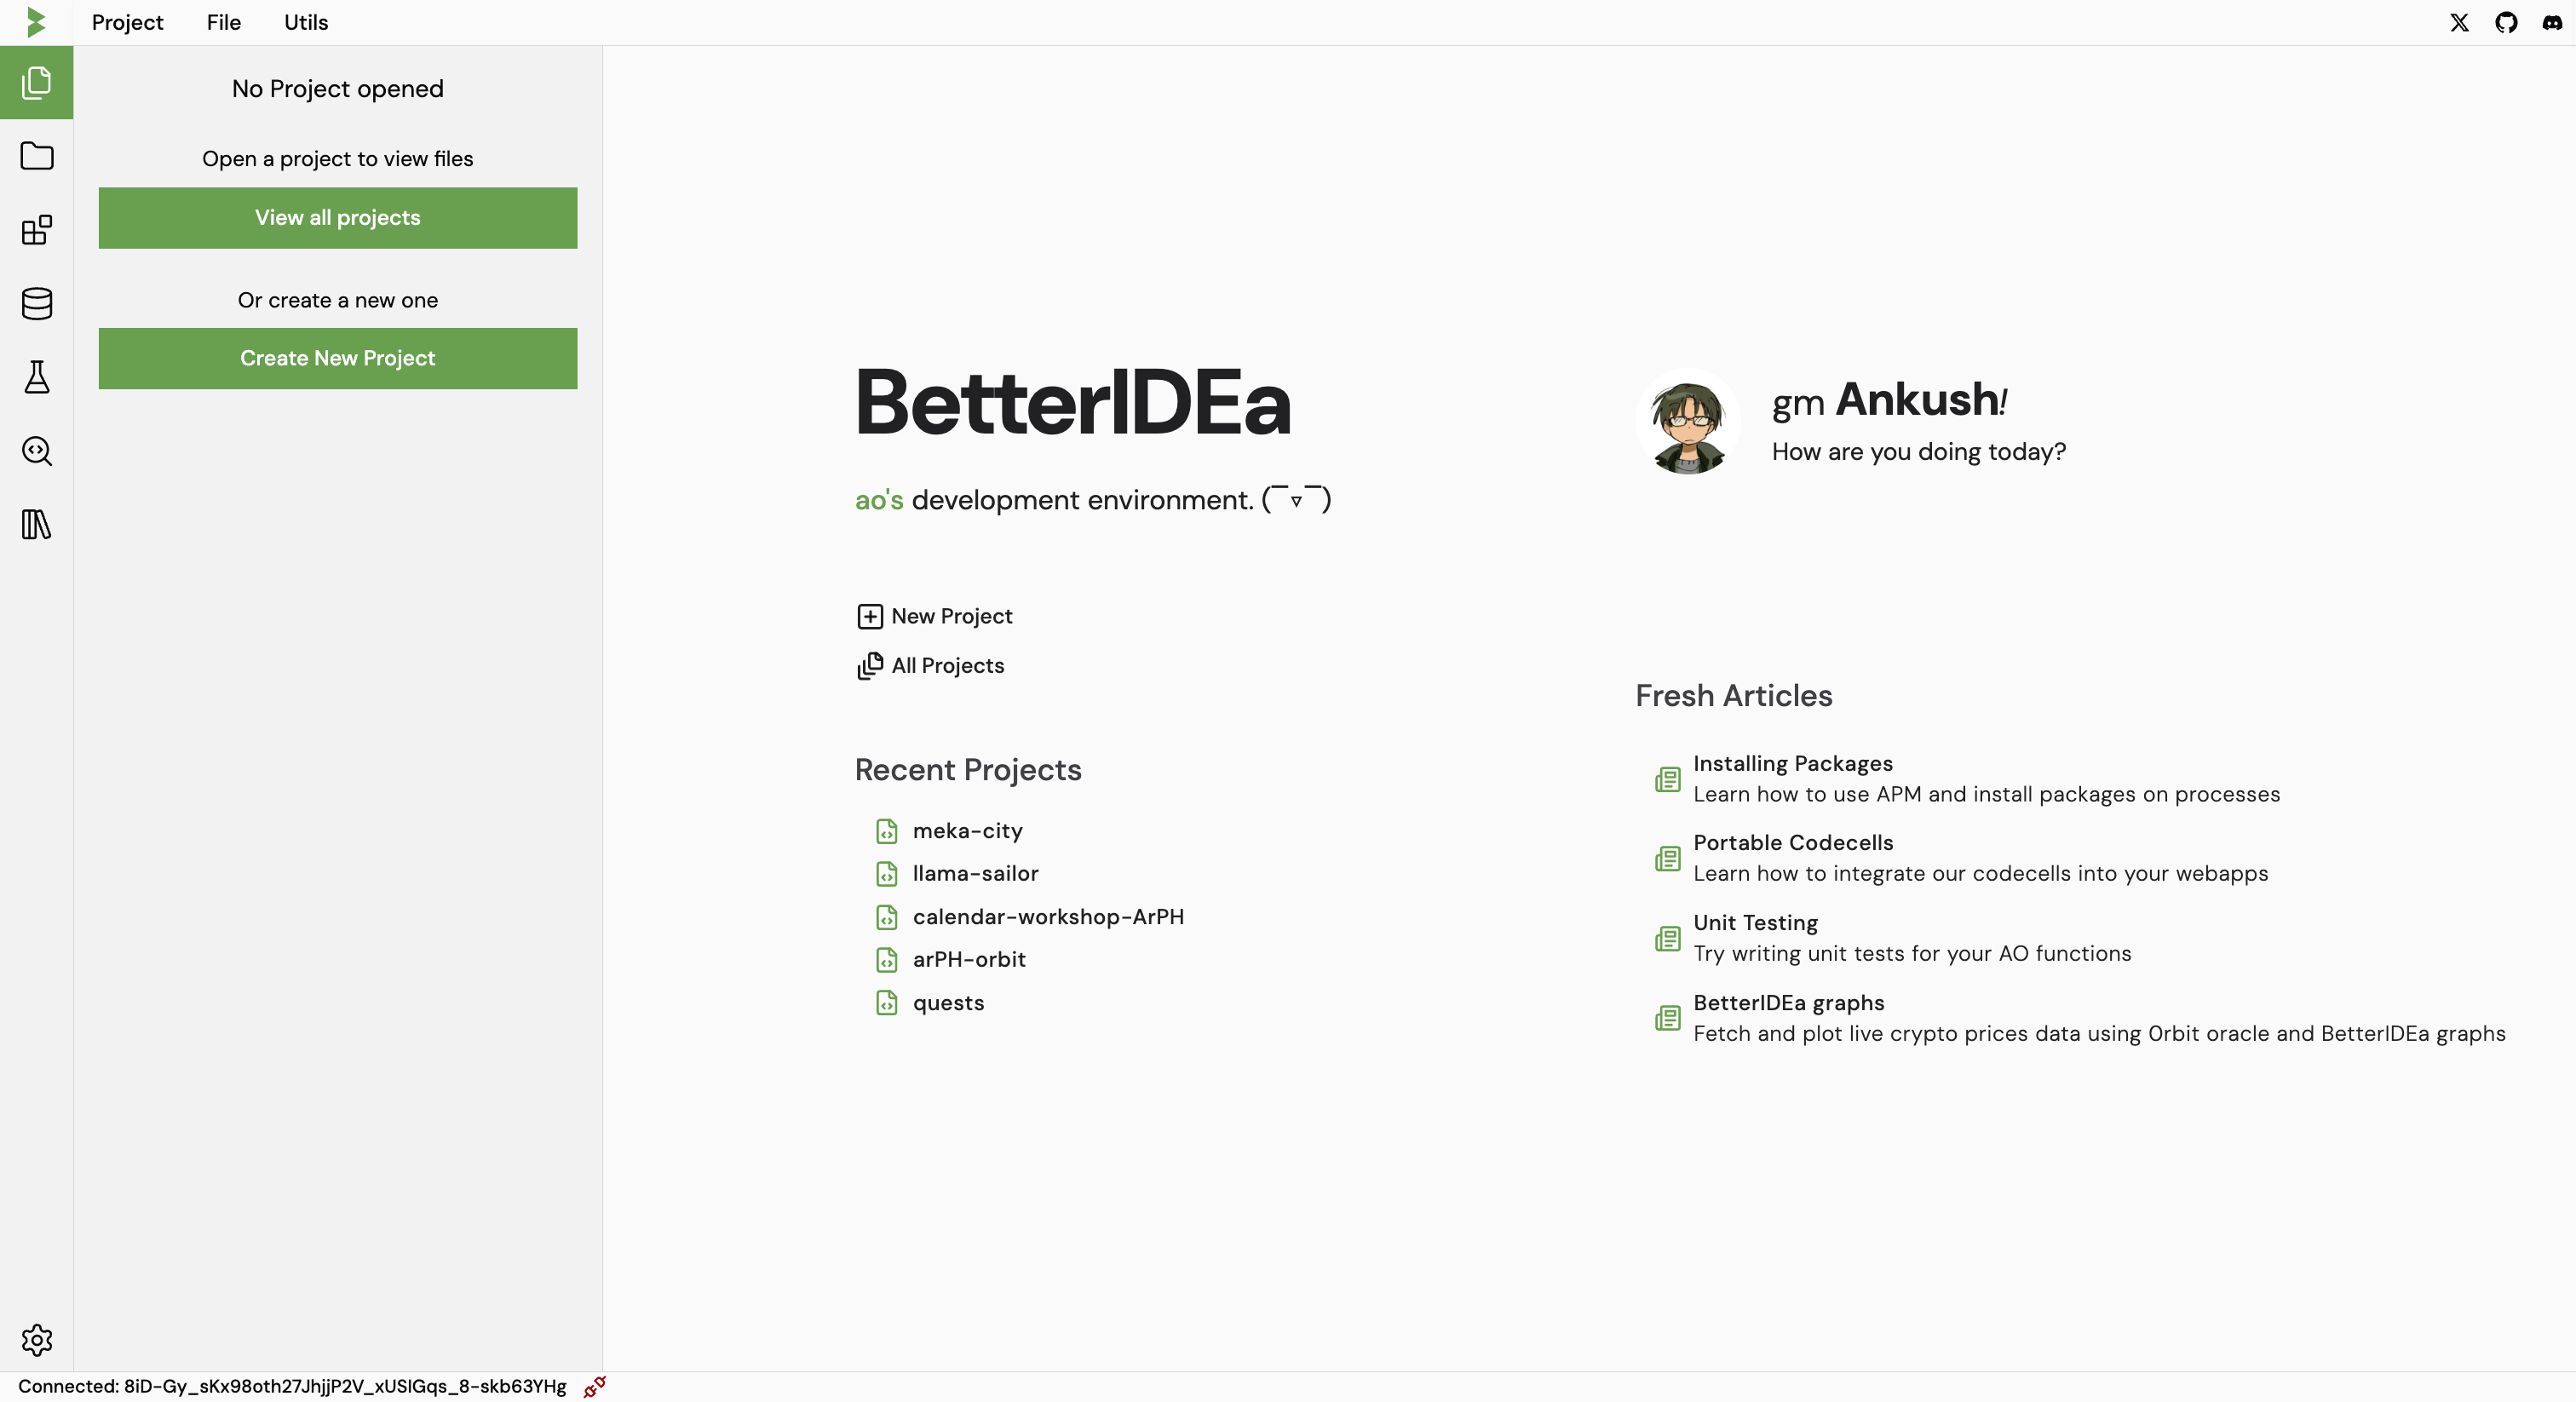 Project File Utils
No Project opened
Open a project to view files
View all projects
Or create a new one
Create New Project
BetterIDEa
ao's development environment. (￣▿￣)
New Project
All Projects
Recent Projects
meka-city
llama-sailor
calendar-workshop-ArPH
arPH-orbit
quests
gm Ankush!
How are you doing today?
Fresh Articles
Installing Packages
Learn how to use APM and install packages on processes
Portable Codecells
Learn how to integrate our codecells into your webapps
Unit Testing
Try writing unit tests for your AO functions
BetterIDEa graphs
Fetch and plot live crypto prices data using 0rbit oracle and BetterIDEa graphs
Connected: 8iD-Gy_sKx98oth27JhjjP2V_xUSIGqs_8-skb63YHg